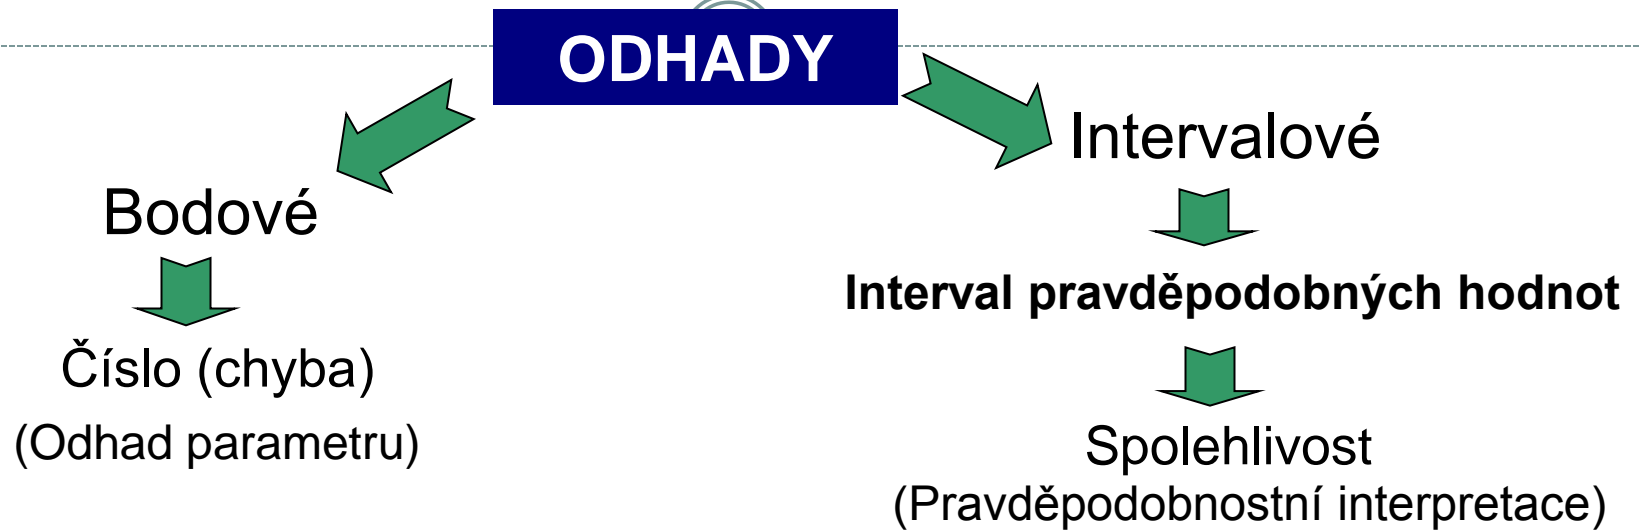 ODHADY
Bodové
Číslo (chyba)
(Odhad parametru)
Intervalové
Interval pravděpodobných hodnot
Spolehlivost
(Pravděpodobnostní interpretace)